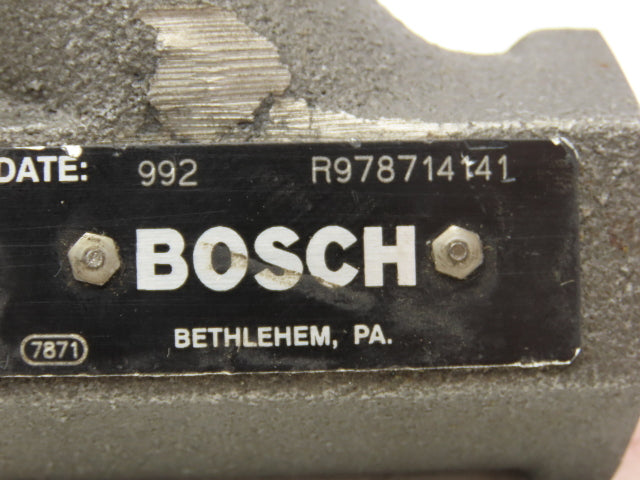 DATE: 992 R978714141
BOSCH
BETHLEHEM, PA.
7871